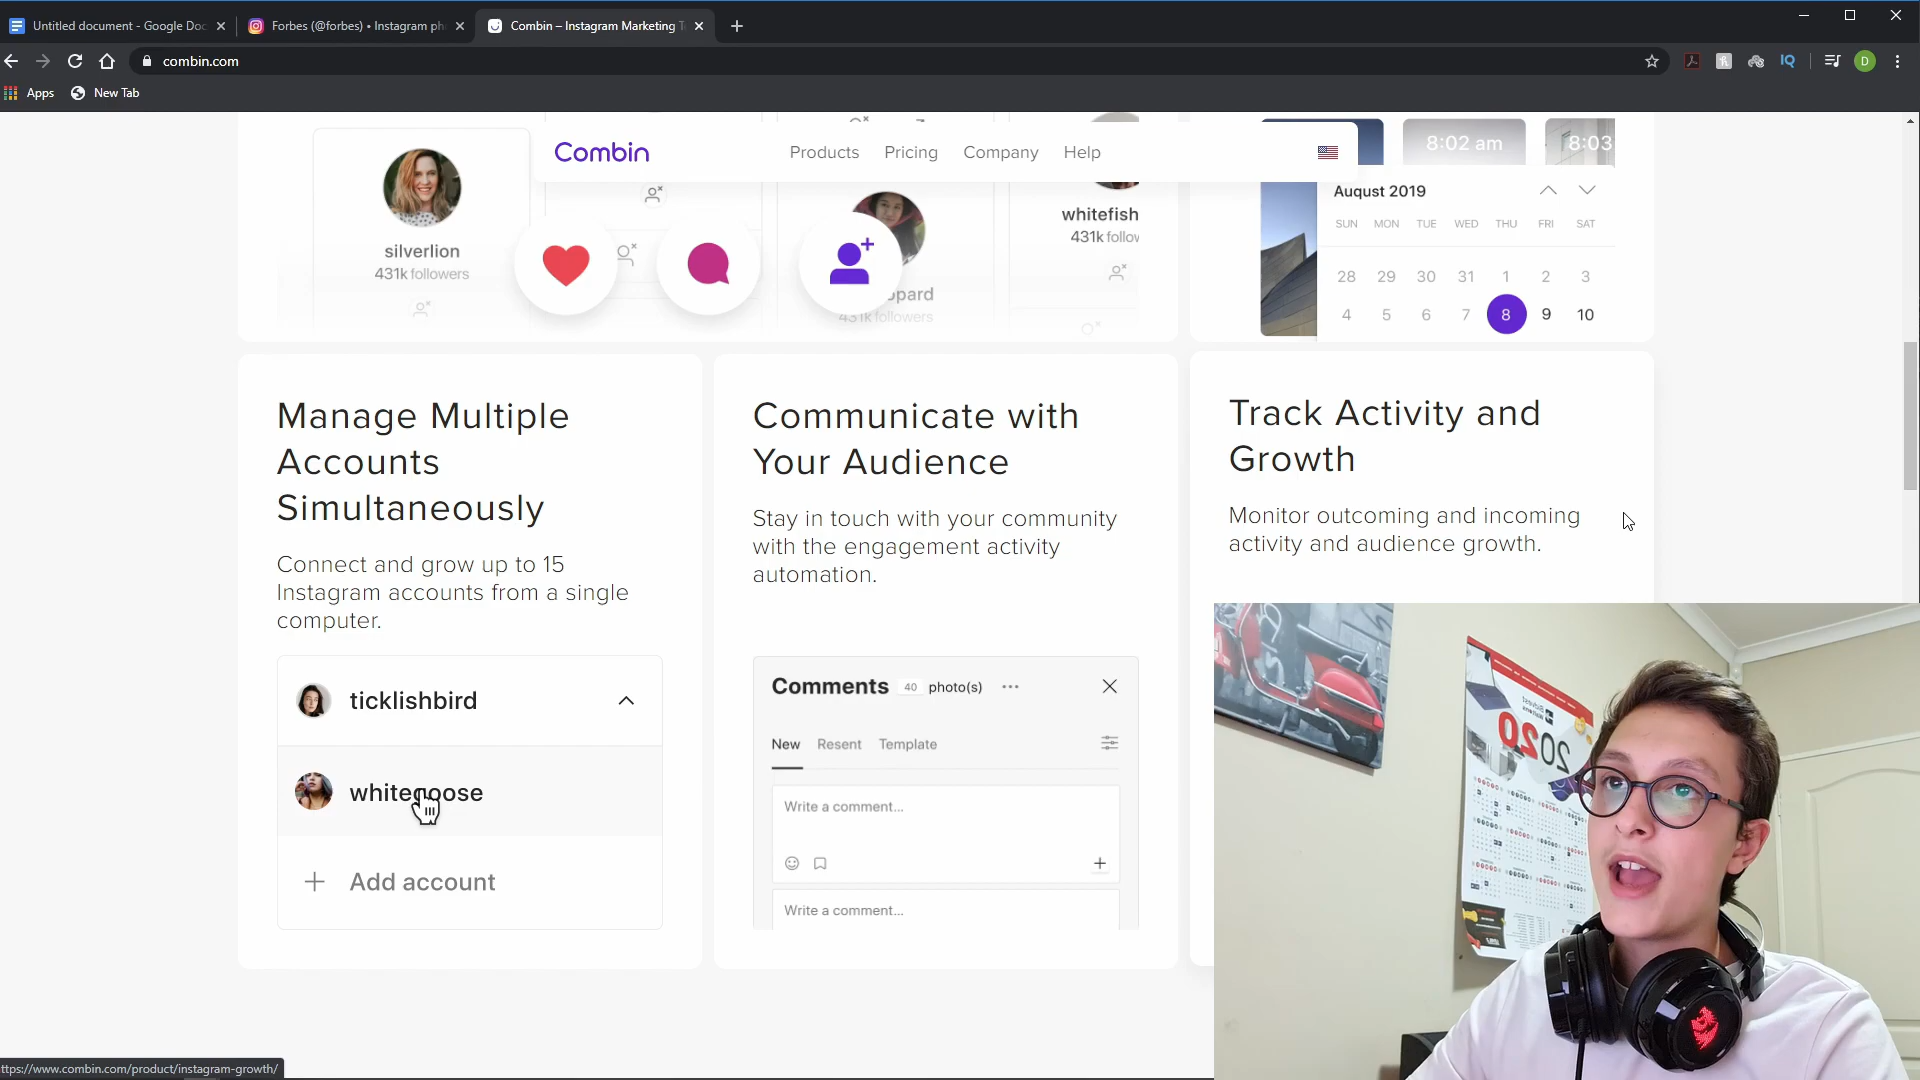 Untitled document - Google Doc
Forbes (@forbes) • Instagram ph
Combin – Instagram Marketing T
combin.com
IQ
D
Apps
New Tab
Combin
Products
Pricing
Company
Help
8:02 am
8:03
August 2019
SUN MON TUE WED THU FRI SAT
28 29 30 31 1 2 3
4 5 6 7 8 9 10
silverlion
431k followers
opard
431k followers
whitefish
431k follow
Manage Multiple
Accounts
Simultaneously
Connect and grow up to 15
Instagram accounts from a single
computer.
ticklishbird
whitegoose
Add account
Communicate with
Your Audience
Stay in touch with your community
with the engagement activity
automation.
Comments 40 photo(s)
New Resent Template
Write a comment...
Write a comment...
Track Activity and
Growth
Monitor outcoming and incoming
activity and audience growth.
2020
ttps://www.combin.com/product/instagram-growth/